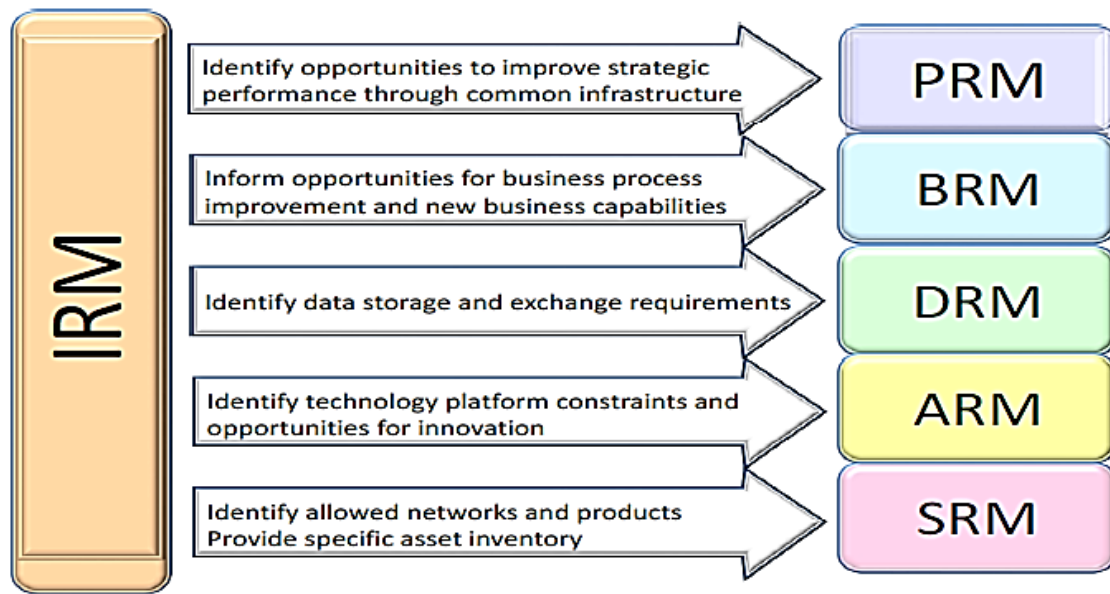 IRM
Identify opportunities to improve strategic
performance through common infrastructure
PRM
Inform opportunities for business process
improvement and new business capabilities
BRM
Identify data storage and exchange requirements
DRM
Identify technology platform constraints and
opportunities for innovation
ARM
Identify allowed networks and products
Provide specific asset inventory
SRM